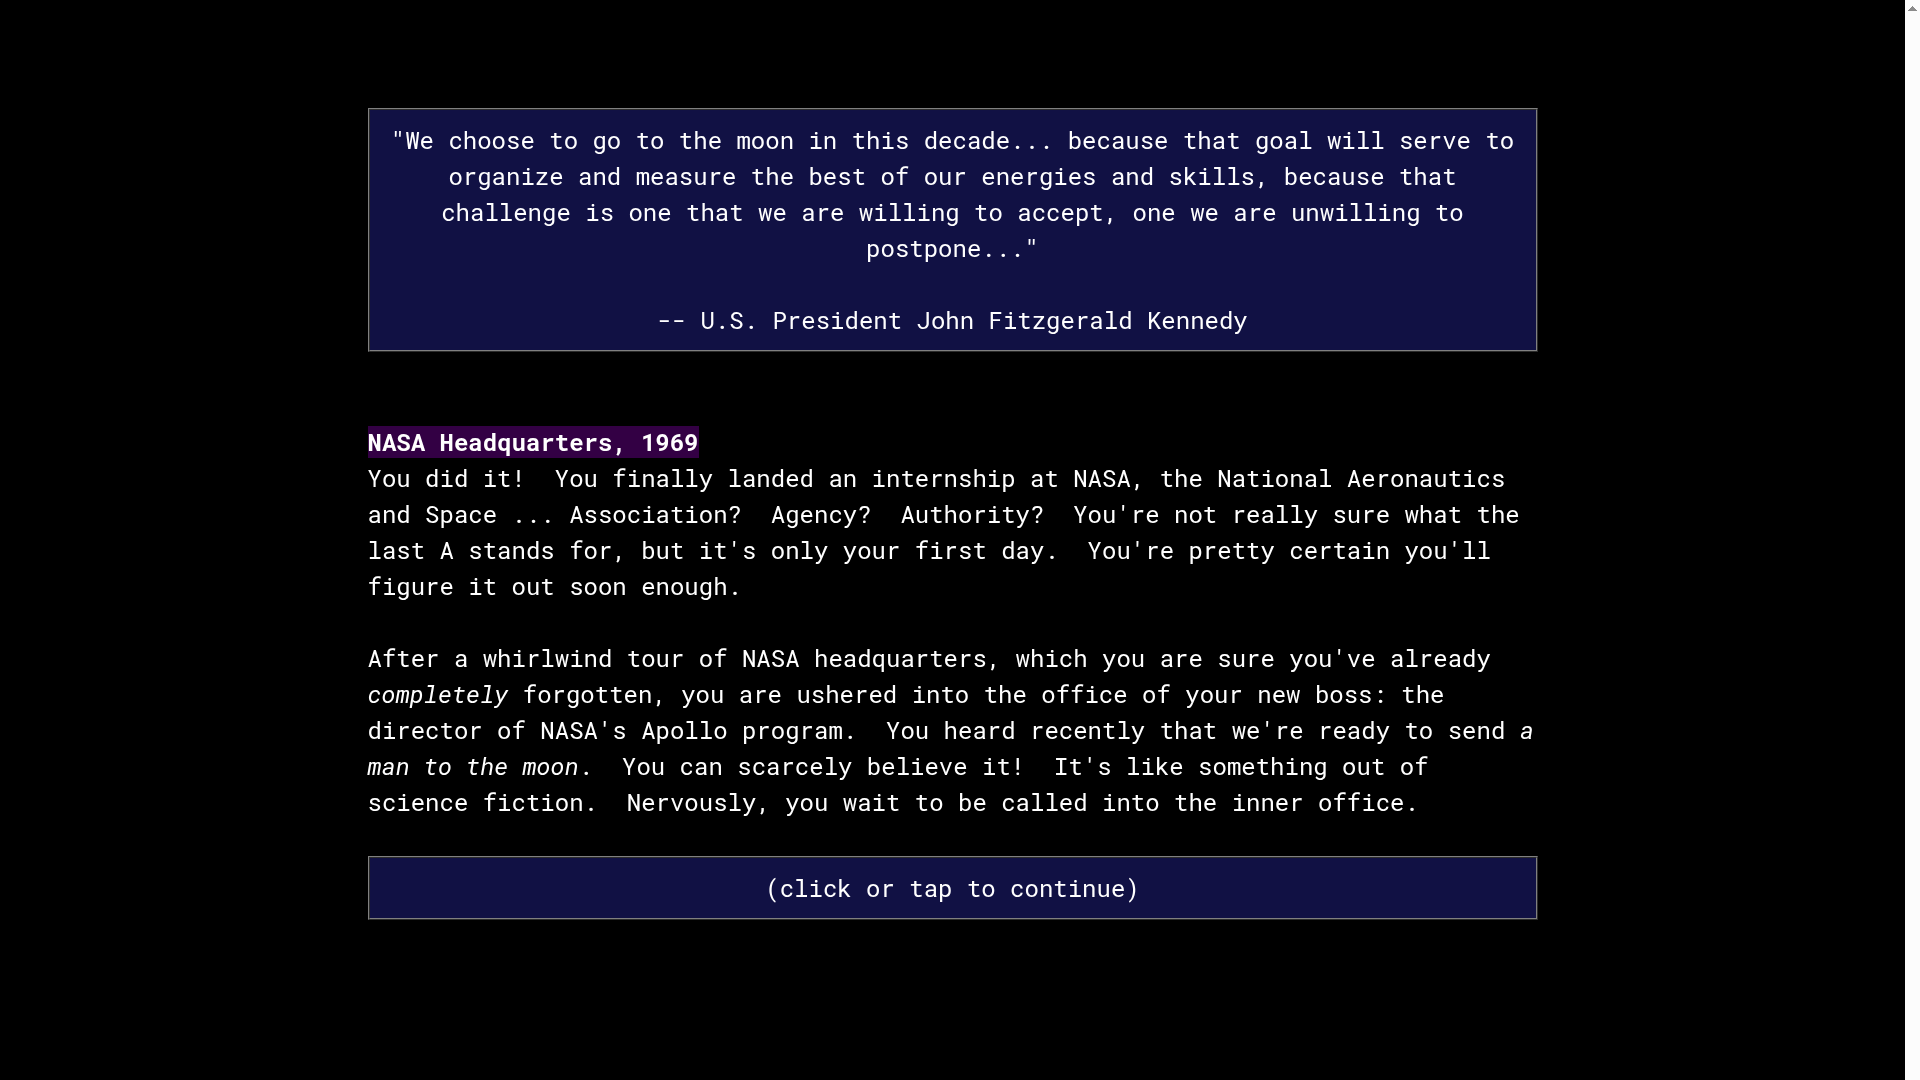 "We choose to go to the moon in this decade... because that goal will serve to
organize and measure the best of our energies and skills, because that
challenge is one that we are willing to accept, one we are unwilling to
postpone..."
-- U.S. President John Fitzgerald Kennedy
NASA Headquarters, 1969
You did it!  You finally landed an internship at NASA, the National Aeronautics
and Space ... Association?  Agency?  Authority?  You're not really sure what the
last A stands for, but it's only your first day.  You're pretty certain you'll
figure it out soon enough.
After a whirlwind tour of NASA headquarters, which you are sure you've already
completely forgotten, you are ushered into the office of your new boss: the
director of NASA's Apollo program.  You heard recently that we're ready to send a
man to the moon.  You can scarcely believe it!  It's like something out of
science fiction.  Nervously, you wait to be called into the inner office.
(click or tap to continue)